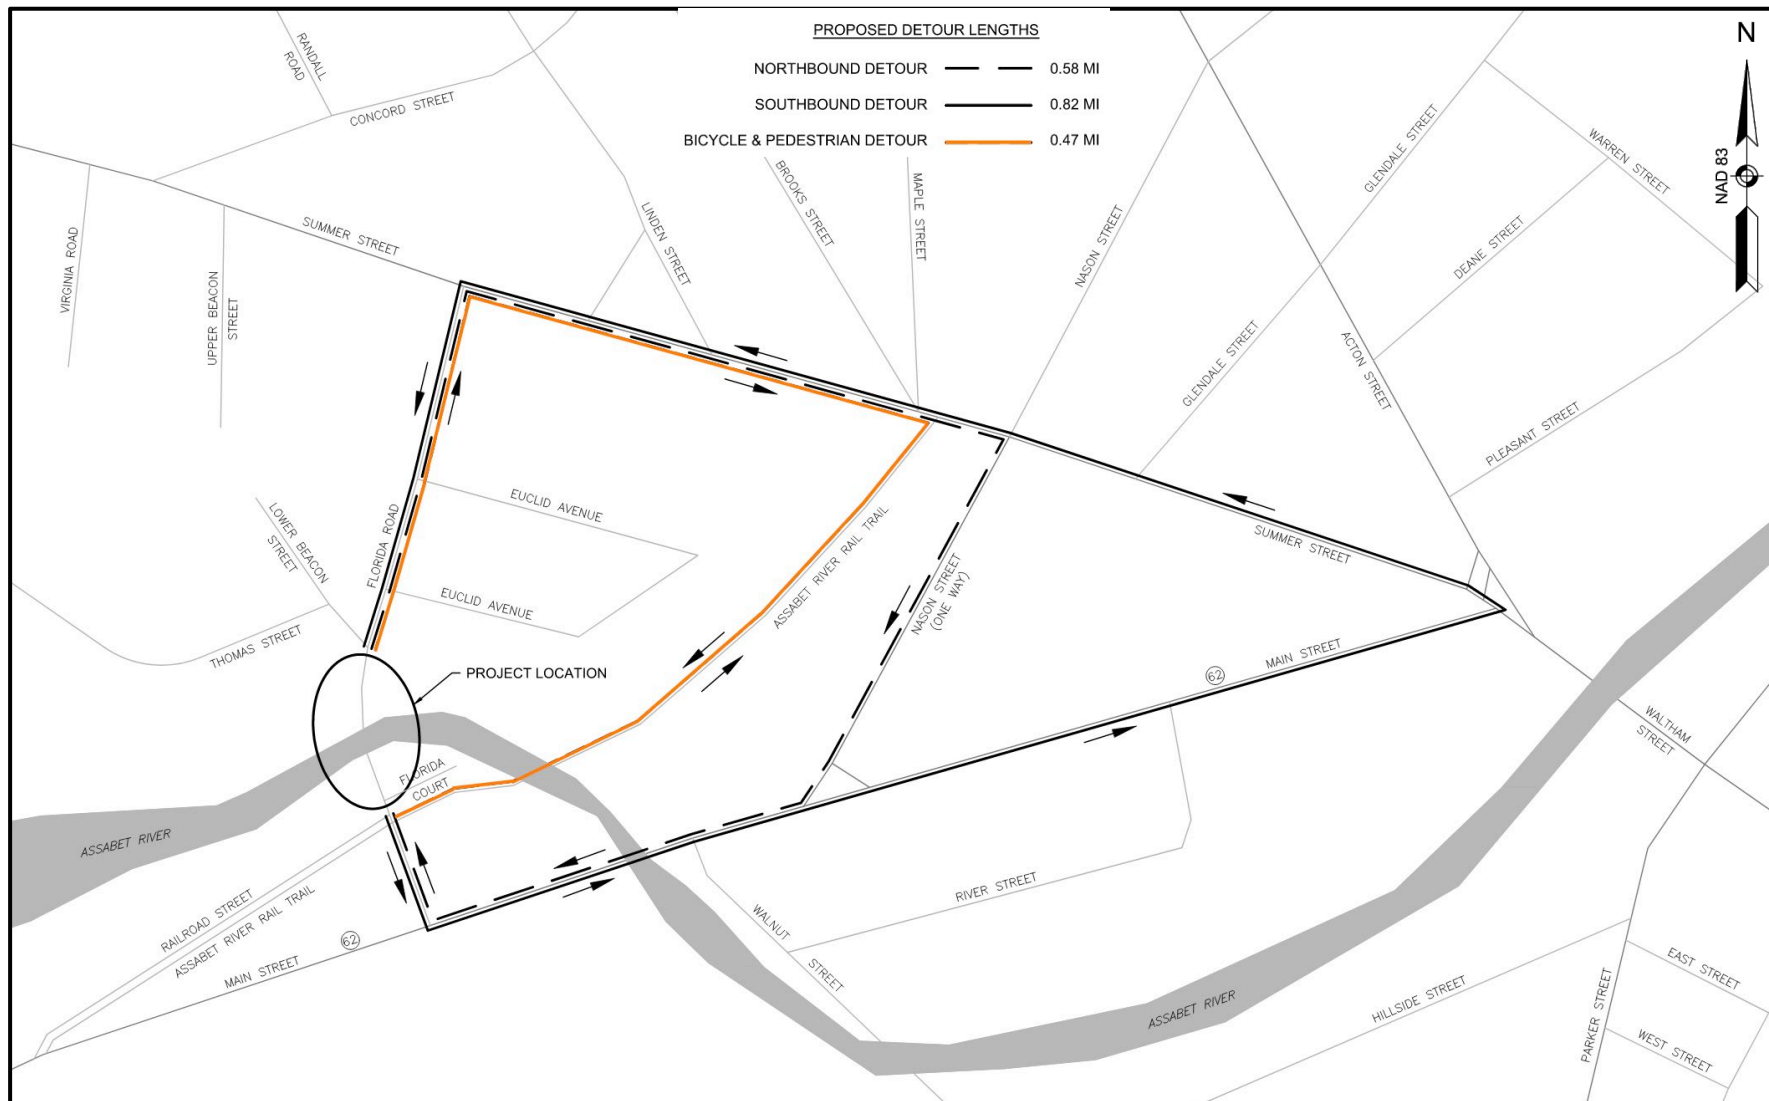 PROPOSED DETOUR LENGTHS
NORTHBOUND DETOUR 0.58 MI
SOUTHBOUND DETOUR 0.82 MI
BICYCLE & PEDESTRIAN DETOUR 0.47 MI
N
NAD 83
RANDALL
ROAD
CONCORD STREET
SUMMER STREET
VIRGINIA ROAD
UPPER BEACON
STREET
LINDEN STREET
BROOKS STREET
MAPLE STREET
NASON STREET
GLENDALE STREET
WARREN STREET
DEANE STREET
GLENDALE STREET
ACTON STREET
PLEASANT STREET
SUMMER STREET
EUCLID AVENUE
FLORIDA ROAD
LOWER BEACON
STREET
EUCLID AVENUE
THOMAS STREET
ASSABET RIVER RAIL TRAIL
NASON STREET
(ONE WAY)
MAIN STREET
62
PROJECT LOCATION
WALTHAM
STREET
FLORIDA
COURT
ASSABET RIVER
RAILROAD STREET
ASSABET RIVER RAIL TRAIL
62
MAIN STREET
RIVER STREET
WALNUT
STREET
ASSABET RIVER
HILLSIDE STREET
PARKER STREET
EAST STREET
WEST STREET